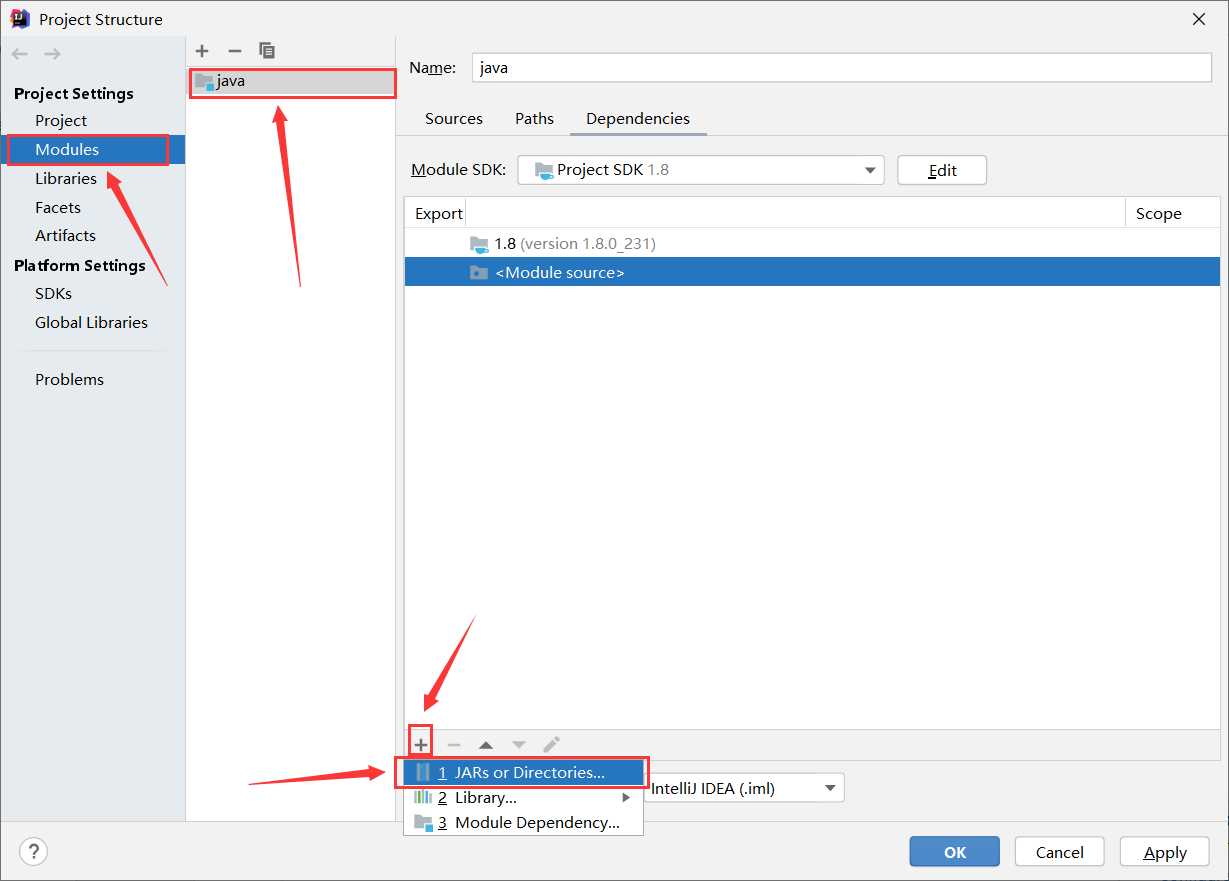 Project Structure
Project Settings
Project
Modules
Libraries
Facets
Artifacts
Platform Settings
SDKs
Global Libraries
Problems
java
Name: java
Sources Paths Dependencies
Module SDK: Project SDK 1.8 Edit
Export Scope
1.8 (version 1.8.0_231)
<Module source>
1 JARs or Directories...
2 Library...
3 Module Dependency...
IntelliJ IDEA (.iml)
? OK Cancel Apply